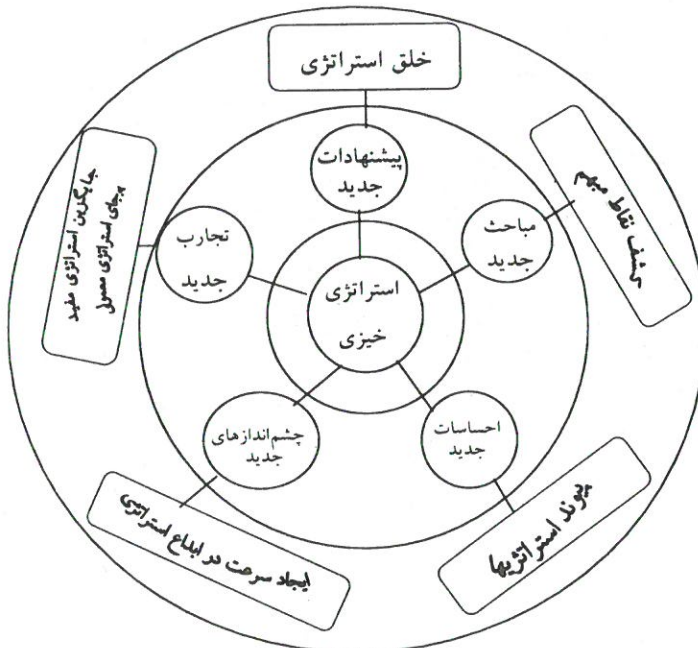 خلق استراتژی
پیشنهادات
جدید
کشف نقاط مبهم
مباحث
جدید
جایگزین استراتژی مفید
بجای استراتژی معمول
تجارب
جدید
استراتژی
خیزی
احساسات
جدید
چشم‌اندازهای
جدید
پیوند استراتژیها
ایجاد سرعت در ابداع استراتژی